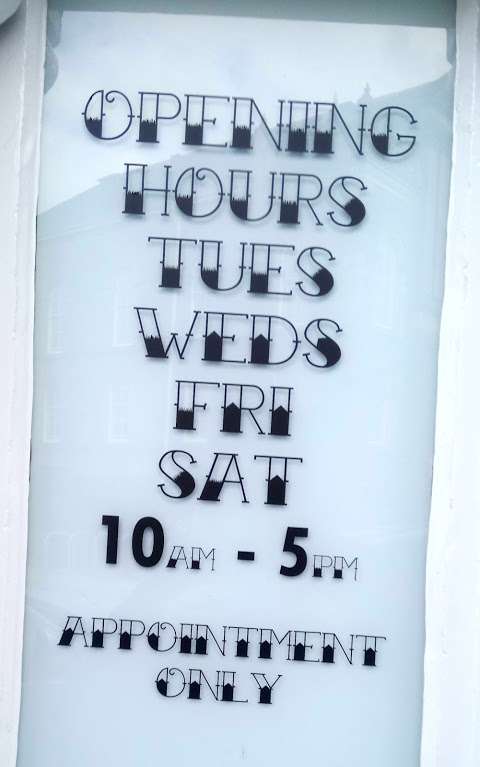 OPENING
HOURS
TUES
WEDS
FRI
SAT
10AM - 5PM
APPOINTMENT
ONLY